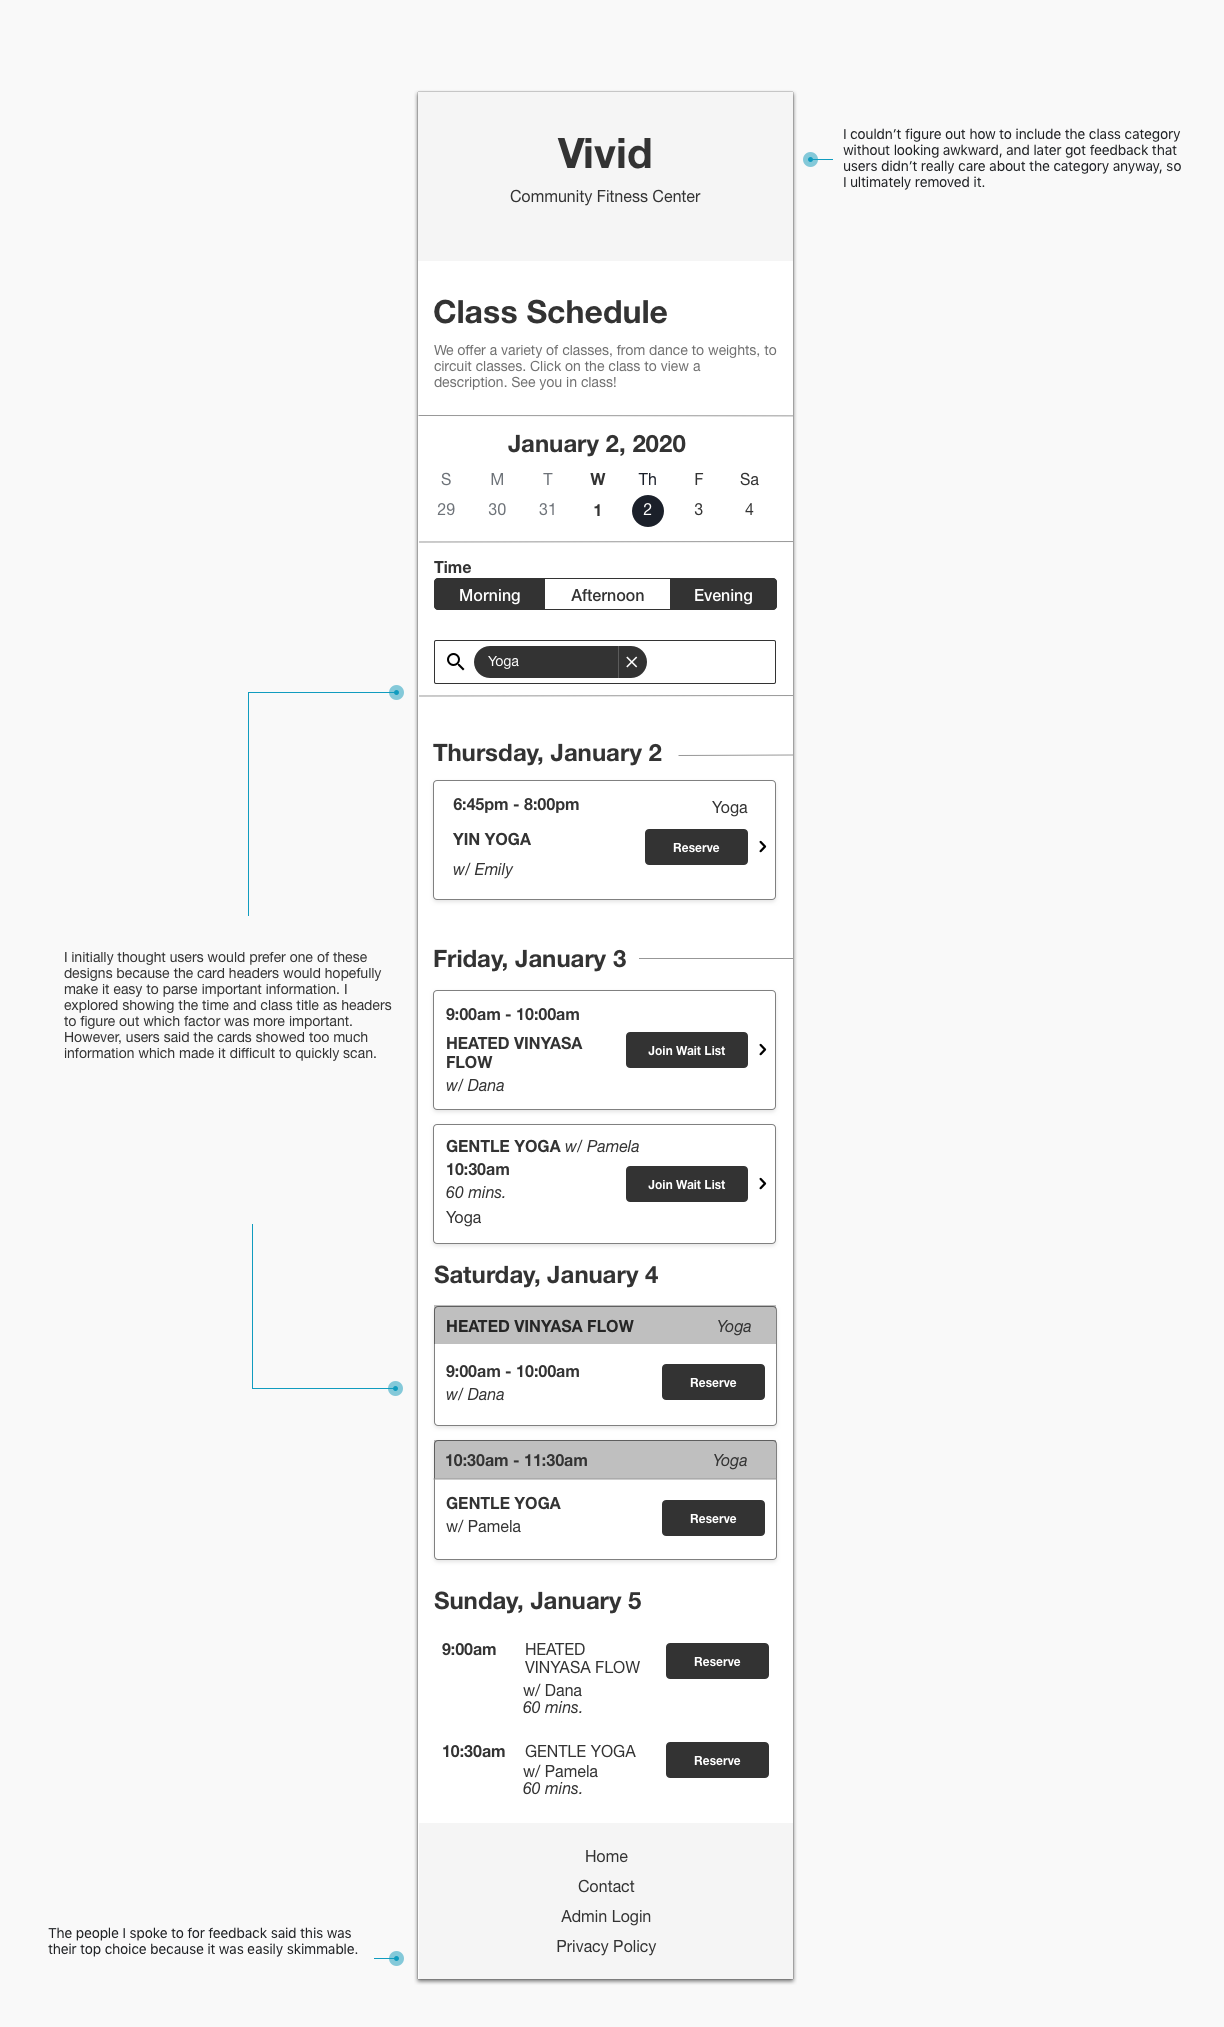 Vivid
Community Fitness Center
I couldn’t figure out how to include the class category
without looking awkward, and later got feedback that
users didn’t really care about the category anyway, so
I ultimately removed it.
Class Schedule
We offer a variety of classes, from dance to weights, to
circuit classes. Click on the class to view a
description. See you in class!
January 2, 2020
S M T W Th F Sa
29 30 31 1 2 3 4
Time
Morning Afternoon Evening
Yoga
Thursday, January 2
6:45pm - 8:00pm Yoga
YIN YOGA
Reserve
w/ Emily
I initially thought users would prefer one of these
designs because the card headers would hopefully
make it easy to parse important information. I
explored showing the time and class title as headers
to figure out which factor was more important.
However, users said the cards showed too much
information which made it difficult to quickly scan.
Friday, January 3
9:00am - 10:00am
HEATED VINYASA
FLOW
Join Wait List
w/ Dana
GENTLE YOGA w/ Pamela
10:30am
Join Wait List
60 mins.
Yoga
Saturday, January 4
HEATED VINYASA FLOW Yoga
9:00am - 10:00am
Reserve
w/ Dana
10:30am - 11:30am Yoga
GENTLE YOGA
Reserve
w/ Pamela
Sunday, January 5
9:00am HEATED
VINYASA FLOW
Reserve
w/ Dana
60 mins.
10:30am GENTLE YOGA
Reserve
w/ Pamela
60 mins.
Home
Contact
Admin Login
Privacy Policy
The people I spoke to for feedback said this was
their top choice because it was easily skimmable.